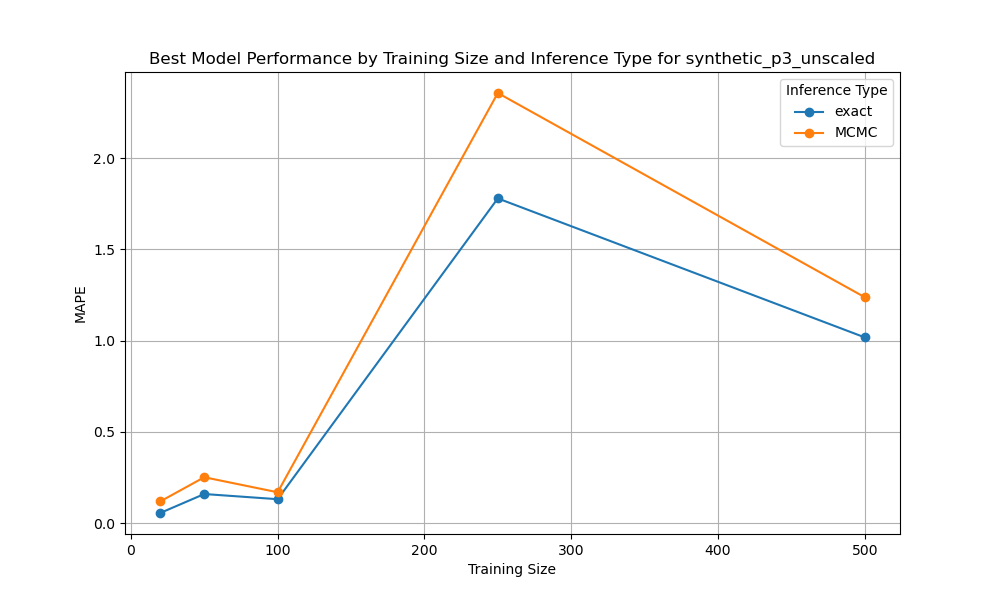 Best Model Performance by Training Size and Inference Type for synthetic_p3_unscaled
Inference Type
exact
MCMC
2.0
1.5
1.0
0.5
0.0
MAPE
0
100
200
300
400
500
Training Size